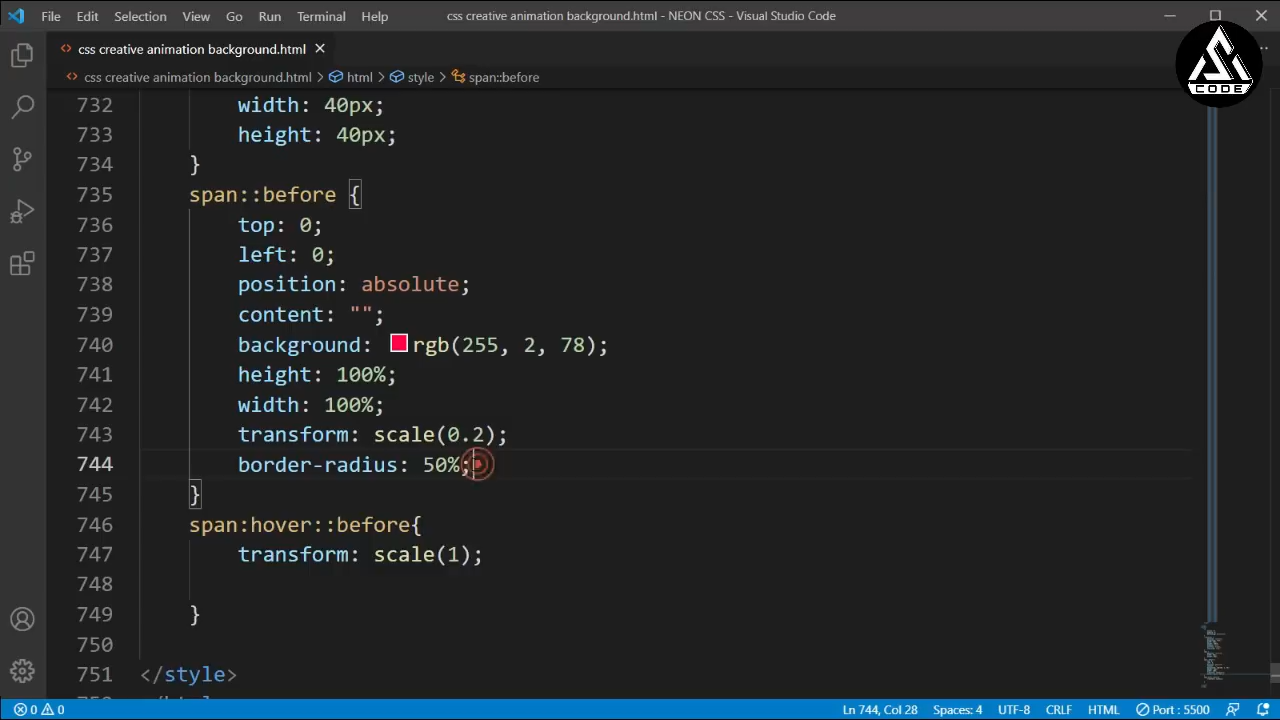 File Edit Selection View Go Run Terminal Help css creative animation background.html - NEON CSS - Visual Studio Code
css creative animation background.html
css creative animation background.html > html > style > span::before
CODE
732 width: 40px;
733 height: 40px;
734 }
735 span::before {
736 top: 0;
737 left: 0;
738 position: absolute;
739 content: "";
740 background: rgb(255, 2, 78);
741 height: 100%;
742 width: 100%;
743 transform: scale(0.2);
744 border-radius: 50%;
745 }
746 span:hover::before{
747 transform: scale(1);
748
749 }
750
751 </style>
0 0 Ln 744, Col 28 Spaces: 4 UTF-8 CRLF HTML Port : 5500